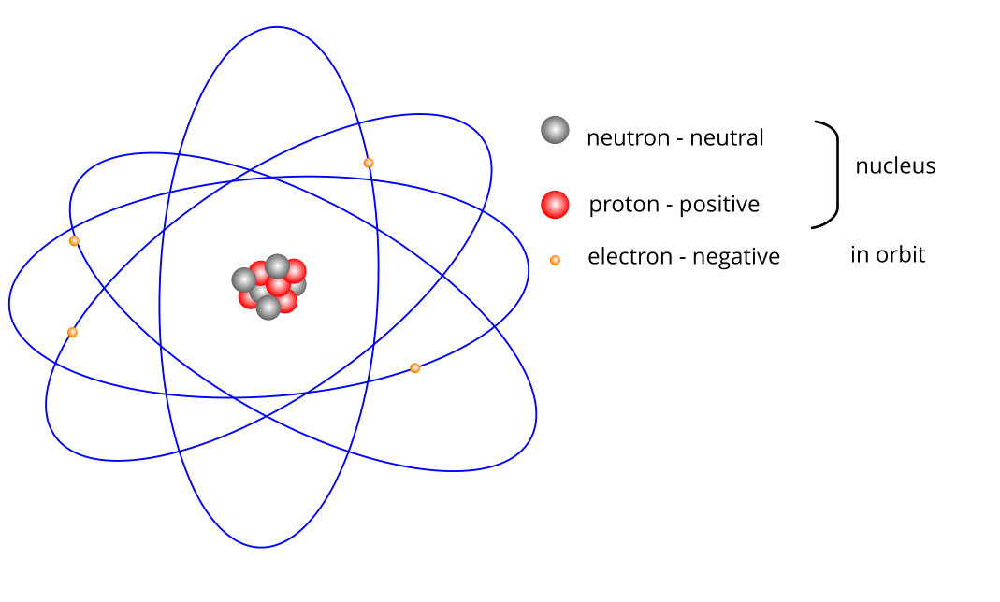 neutron - neutral
proton - positive
nucleus
electron - negative
in orbit